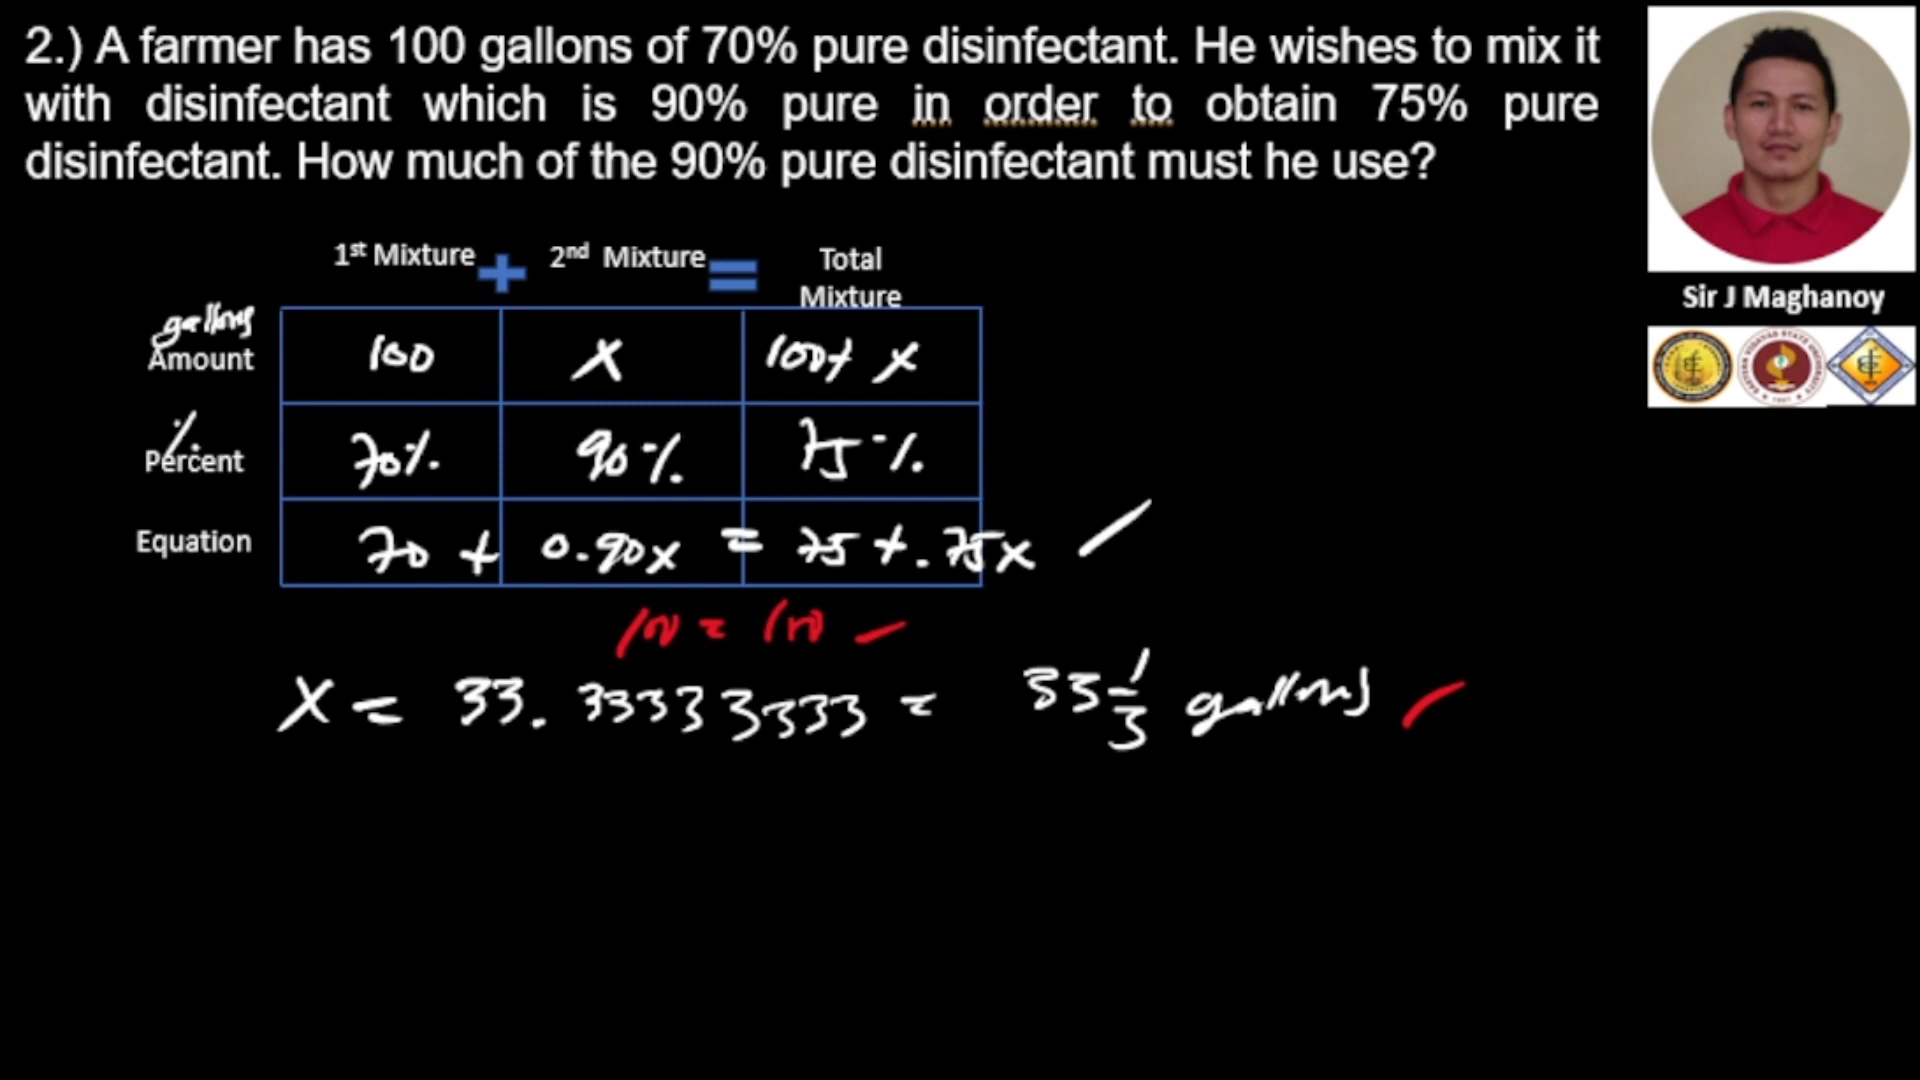 2.) A farmer has 100 gallons of 70% pure disinfectant. He wishes to mix it
with disinfectant which is 90% pure in order to obtain 75% pure
disinfectant. How much of the 90% pure disinfectant must he use?
Sir J Maghanoy
1st Mixture + 2nd Mixture = Total
Mixture
gallons
Amount 100 X 100+ x
%
Percent 70% 90% 75%
Equation 70 + 0.90x = 75 + .75x
100 = 100
X = 33.33333333 = 33 1/3 gallons